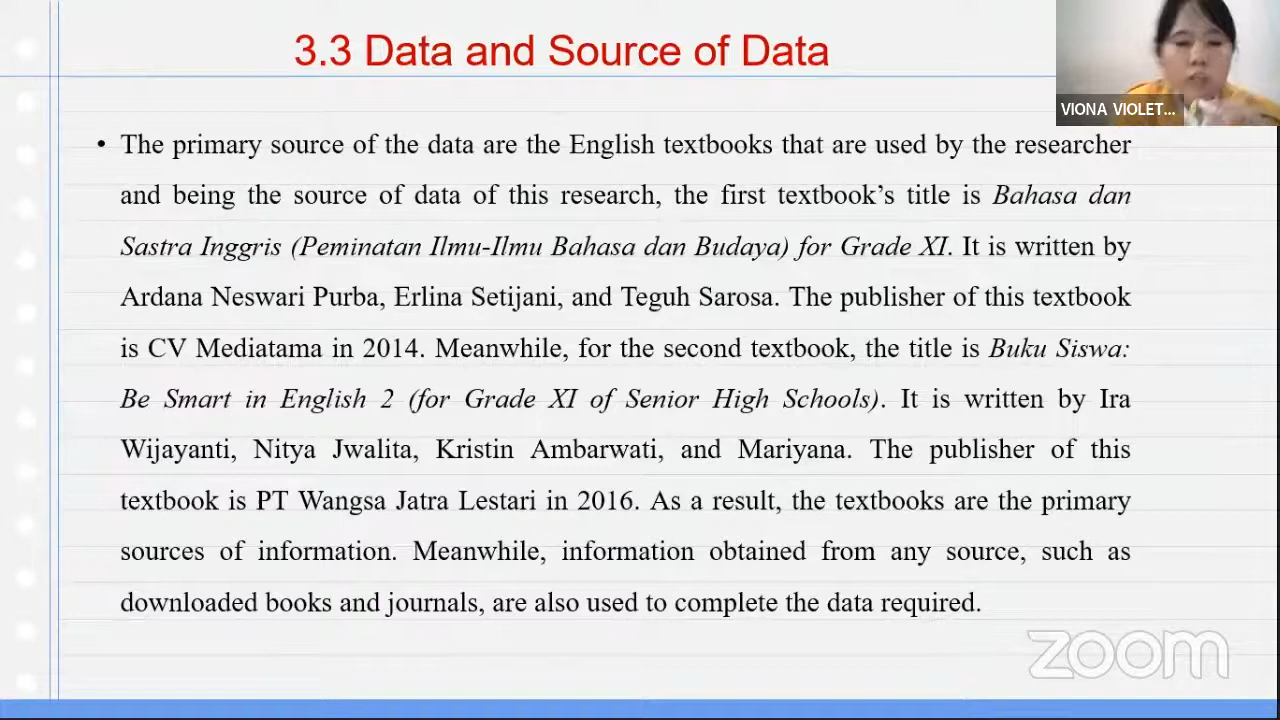 3.3 Data and Source of Data
VIONA VIOLET...
• The primary source of the data are the English textbooks that are used by the researcher
and being the source of data of this research, the first textbook’s title is Bahasa dan
Sastra Inggris (Peminatan Ilmu-Ilmu Bahasa dan Budaya) for Grade XI. It is written by
Ardana Neswari Purba, Erlina Setijani, and Teguh Sarosa. The publisher of this textbook
is CV Mediatama in 2014. Meanwhile, for the second textbook, the title is Buku Siswa:
Be Smart in English 2 (for Grade XI of Senior High Schools). It is written by Ira
Wijayanti, Nitya Jwalita, Kristin Ambarwati, and Mariyana. The publisher of this
textbook is PT Wangsa Jatra Lestari in 2016. As a result, the textbooks are the primary
sources of information. Meanwhile, information obtained from any source, such as
downloaded books and journals, are also used to complete the data required.
zoom